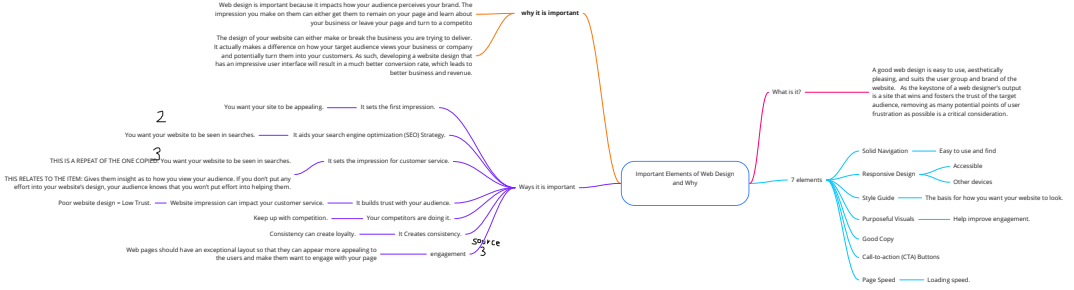 Web design is important because it impacts how your audience perceives your brand. The
impression you make on them can either get them to remain on your page and learn about
your business or leave your page and turn to a competito
why it is important
The design of your website can either make or break the business you are trying to deliver.
It actually makes a difference on how your target audience views your business or company
and potentially turn them into your customers. As such, developing a website design that
has an impressive user interface will result in a much better conversion rate, which leads to
better business and revenue.
You want your site to be appealing.
It sets the first impression.
2
You want your website to be seen in searches.
It aids your search engine optimization (SEO) Strategy.
3
THIS IS A REPEAT OF THE ONE COPIED: You want your website to be seen in searches.
It sets the impression for customer service.
THIS RELATES TO THE ITEM: Gives them insight as to how you view your audience. If you don't put any
effort into your website's design, your audience knows that you won't put effort into helping them.
Ways it is important
Poor website design = Low Trust.
Website impression can impact your customer service.
It builds trust with your audience.
Keep up with competition.
Your competitors are doing it.
Consistency can create loyalty.
It Creates consistency.
source
3
Web pages should have an exceptional layout so that they can appear more appealing to
the users and make them want to engage with your page
engagement
Important Elements of Web Design
and Why
What is it?
A good web design is easy to use, aesthetically
pleasing, and suits the user group and brand of the
website. As the keystone of a web designer's output
is a site that wins and fosters the trust of the target
audience, removing as many potential points of user
frustration as possible is a critical consideration.
7 elements
Solid Navigation
Easy to use and find
Responsive Design
Accessible
Other devices
Style Guide
The basis for how you want your website to look.
Purposeful Visuals
Help improve engagement.
Good Copy
Call-to-action (CTA) Buttons
Page Speed
Loading speed.